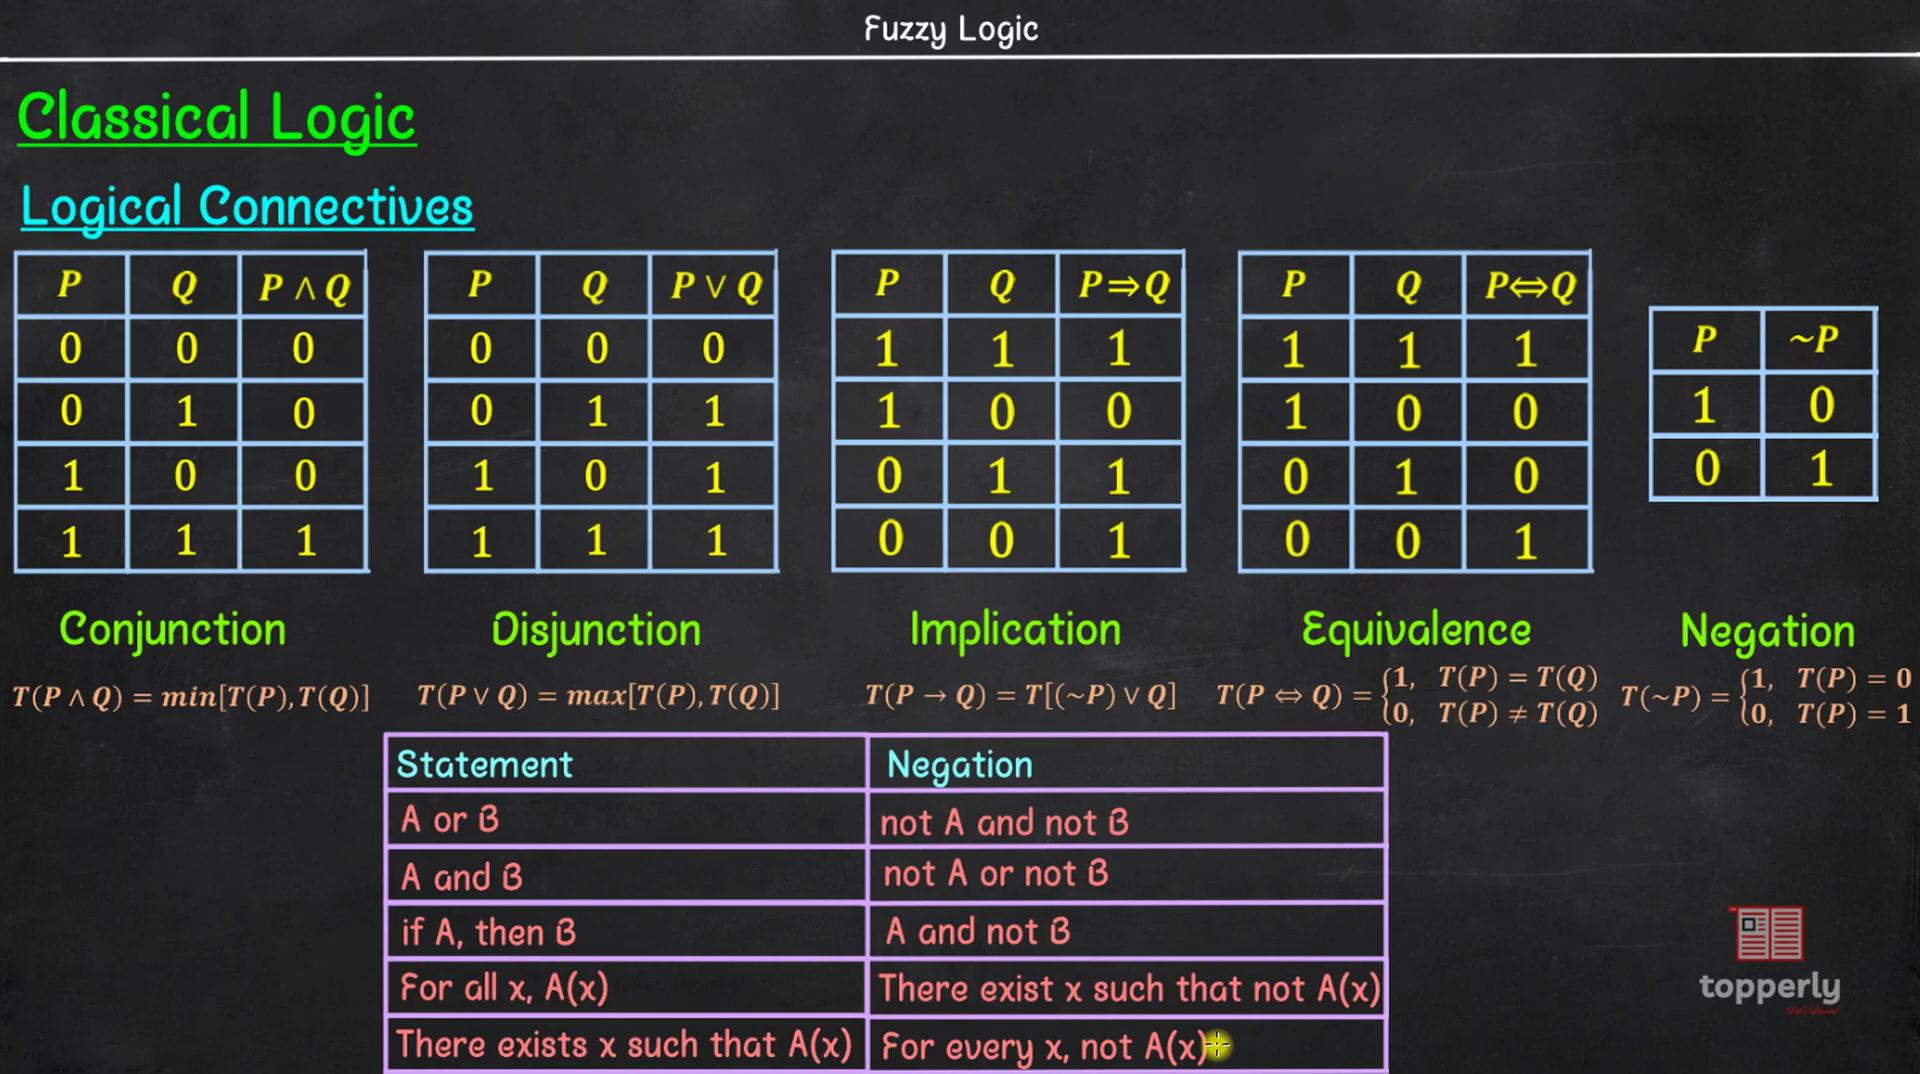 Fuzzy Logic
Classical Logic
Logical Connectives
P Q P ∧ Q
0 0 0
0 1 0
1 0 0
1 1 1
Conjunction
T(P ∧ Q) = min[T(P), T(Q)]
P Q P ∨ Q
0 0 0
0 1 1
1 0 1
1 1 1
Disjunction
T(P ∨ Q) = max[T(P), T(Q)]
P Q P⇒Q
1 1 1
1 0 0
0 1 1
0 0 1
Implication
T(P → Q) = T[(~P) ∨ Q]
P Q P⇔Q
1 1 1
1 0 0
0 1 0
0 0 1
Equivalence
T(P ⇔ Q) = {1, T(P) = T(Q)
0, T(P) ≠ T(Q)
P ~P
1 0
0 1
Negation
T(~P) = {1, T(P) = 0
0, T(P) = 1
Statement Negation
A or B not A and not B
A and B not A or not B
if A, then B A and not B
For all x, A(x) There exist x such that not A(x)
There exists x such that A(x) For every x, not A(x)
topperly